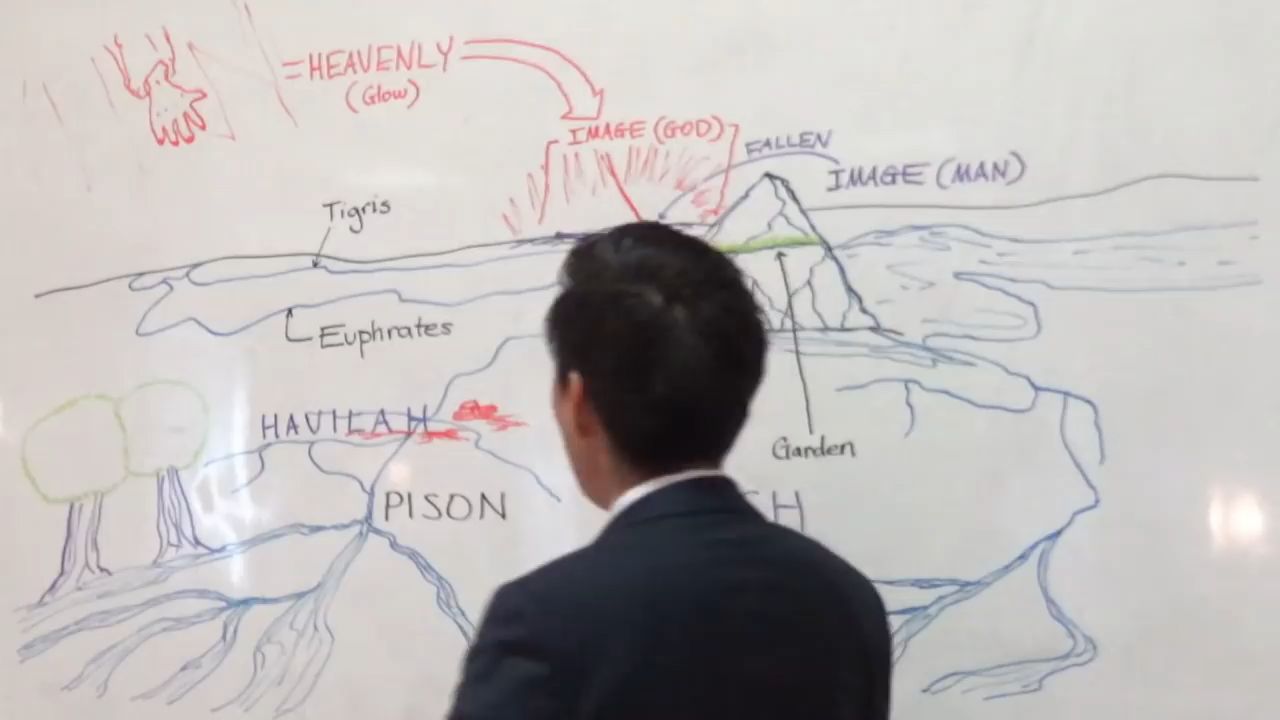 = HEAVENLY
(Glow)
IMAGE (GOD)
FALLEN
IMAGE (MAN)
Tigris
Euphrates
HAVILAH
Garden
PISON